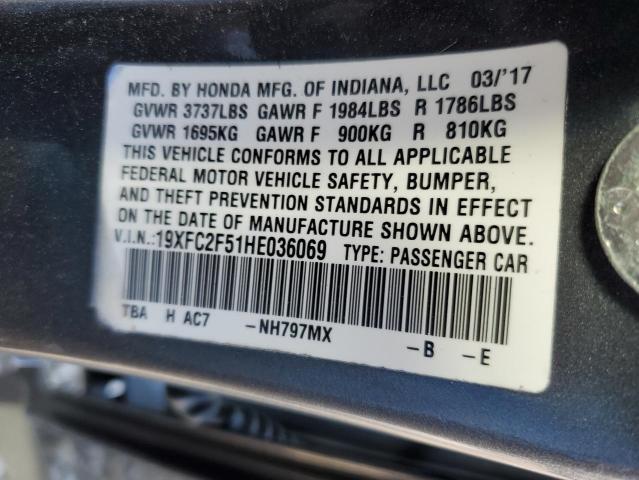 MFD. BY HONDA MFG. OF INDIANA, LLC 03/'17
GVWR 3737LBS GAWR F 1984LBS R 1786LBS
GVWR 1695KG GAWR F 900KG R 810KG
THIS VEHICLE CONFORMS TO ALL APPLICABLE
FEDERAL MOTOR VEHICLE SAFETY, BUMPER,
AND THEFT PREVENTION STANDARDS IN EFFECT
ON THE DATE OF MANUFACTURE SHOWN ABOVE.
V.I.N.:19XFC2F51HE036069 TYPE: PASSENGER CAR
TBA H AC7 -NH797MX -B -E